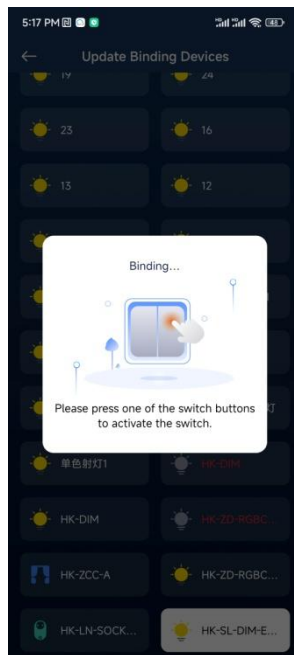 5:17 PM
48
Update Binding Devices
19
24
23
16
13
12
Binding...
Please press one of the switch buttons
to activate the switch.
灯
单色射灯1
HK-DIM
HK-DIM
HK-ZD-RGBC...
HK-ZCC-A
HK-ZD-RGBC...
HK-LN-SOCK...
HK-SL-DIM-E...